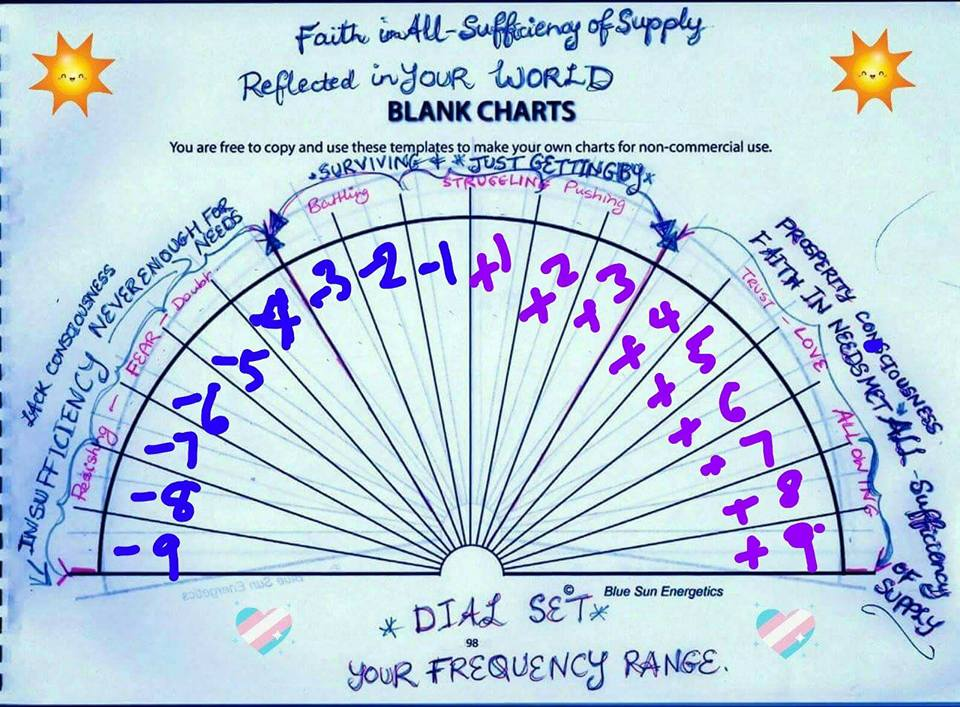 Faith in All-Sufficiency of Supply
Reflected in YOUR WORLD
BLANK CHARTS
You are free to copy and use these templates to make your own charts for non-commercial use.
*SURVIVING & *JUST GETTING BY*
Battling
STRUGGLING
Pushing
LACK CONSCIOUSNESS
INSUFFICIENCY NEVER ENOUGH FOR NEEDS
Resisting - FEAR - Doubt
PROSPERITY CONSCIOUSNESS
FAITH IN NEEDS MET ALL-Sufficiency OF SUPPLY
TRUST - LOVE
ALLOWING
-9
-8
-7
-6
-5
-4
-3
-2
-1
+1
+2
+3
+4
+5
+6
+7
+8
+9
Blue Sun Energetics
© Blue Sun Energetics
* DIAL SET *
98
YOUR FREQUENCY RANGE.